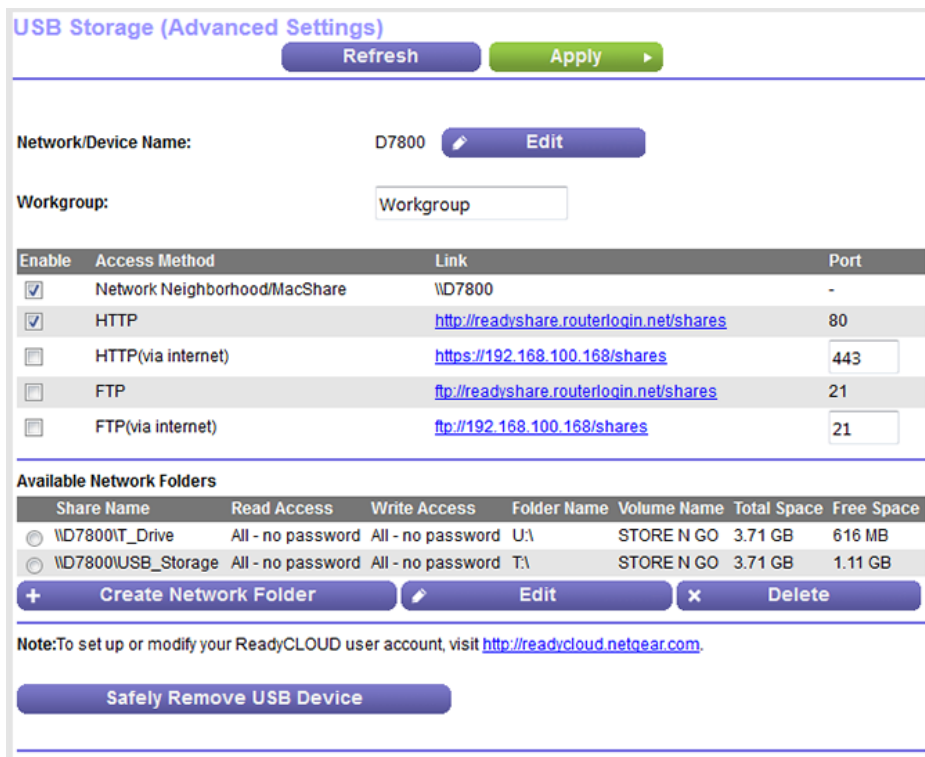 USB Storage (Advanced Settings)
Refresh Apply
Network/Device Name: D7800 Edit
Workgroup: Workgroup
Enable Access Method Link Port
Network Neighborhood/MacShare \\D7800 -
HTTP http://readyshare.routerlogin.net/shares 80
HTTP(via internet) https://192.168.100.168/shares 443
FTP ftp://readyshare.routerlogin.net/shares 21
FTP(via internet) ftp://192.168.100.168/shares 21
Available Network Folders
Share Name Read Access Write Access Folder Name Volume Name Total Space Free Space
\\D7800\T_Drive All - no password All - no password U:\ STORE N GO 3.71 GB 616 MB
\\D7800\USB_Storage All - no password All - no password T:\ STORE N GO 3.71 GB 1.11 GB
+ Create Network Folder Edit x Delete
Note:To set up or modify your ReadyCLOUD user account, visit http://readycloud.netgear.com.
Safely Remove USB Device